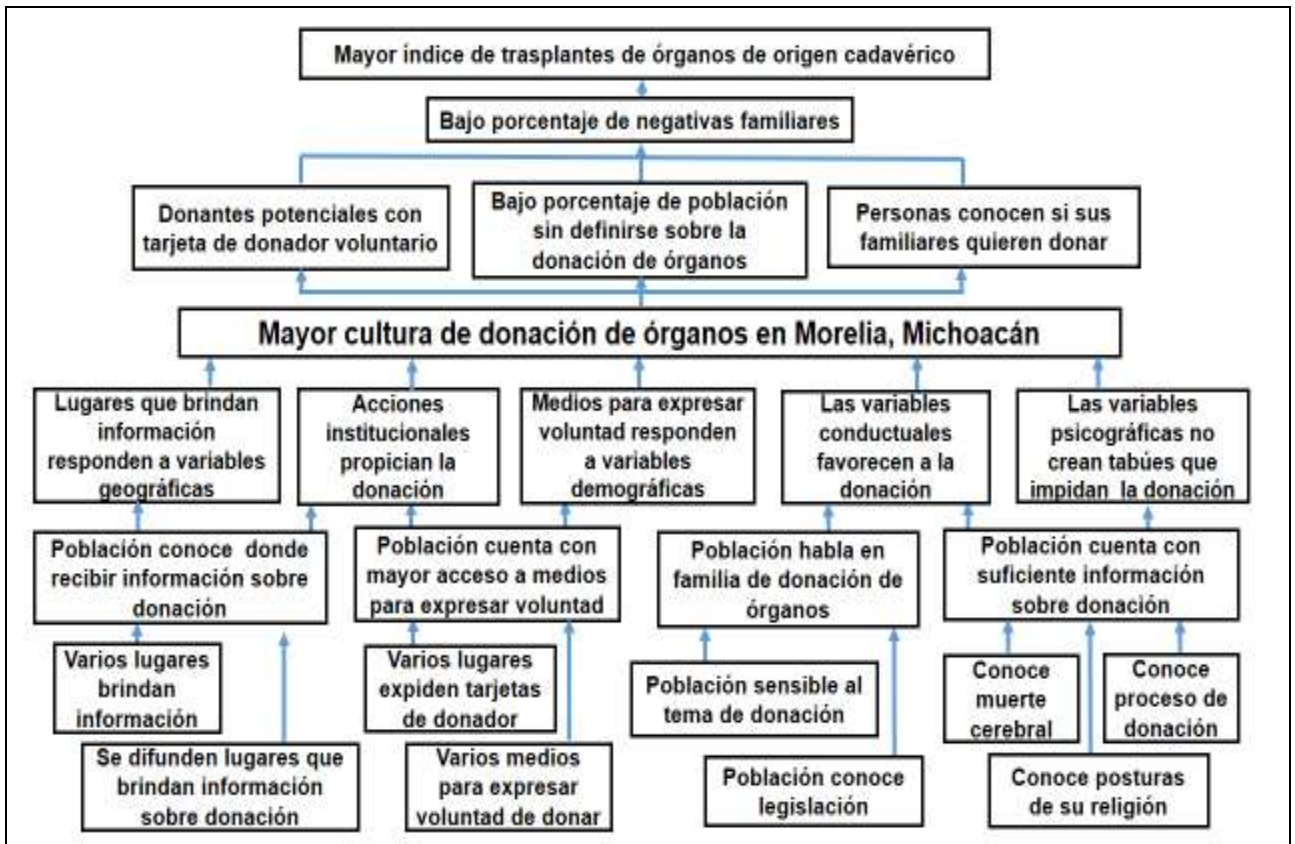 Mayor índice de trasplantes de órganos de origen cadavérico
Bajo porcentaje de negativas familiares
Donantes potenciales con
tarjeta de donador voluntario
Bajo porcentaje de población
sin definirse sobre la
donación de órganos
Personas conocen si sus
familiares quieren donar
Mayor cultura de donación de órganos en Morelia, Michoacán
Lugares que brindan
información
responden a variables
geográficas
Acciones
institucionales
propician la
donación
Medios para expresar
voluntad responden
a variables
demográficas
Las variables
conductuales
favorecen a la
donación
Las variables
psicográficas no
crean tabúes que
impidan la donación
Población conoce donde
recibir información sobre
donación
Población cuenta con
mayor acceso a medios
para expresar voluntad
Población habla en
familia de donación de
órganos
Población cuenta con
suficiente información
sobre donación
Varios lugares
brindan
información
Varios lugares
expiden tarjetas
de donador
Población sensible al
tema de donación
Conoce
muerte
cerebral
Conoce
proceso de
donación
Se difunden lugares que
brindan información
sobre donación
Varios medios
para expresar
voluntad de donar
Población conoce
legislación
Conoce posturas
de su religión